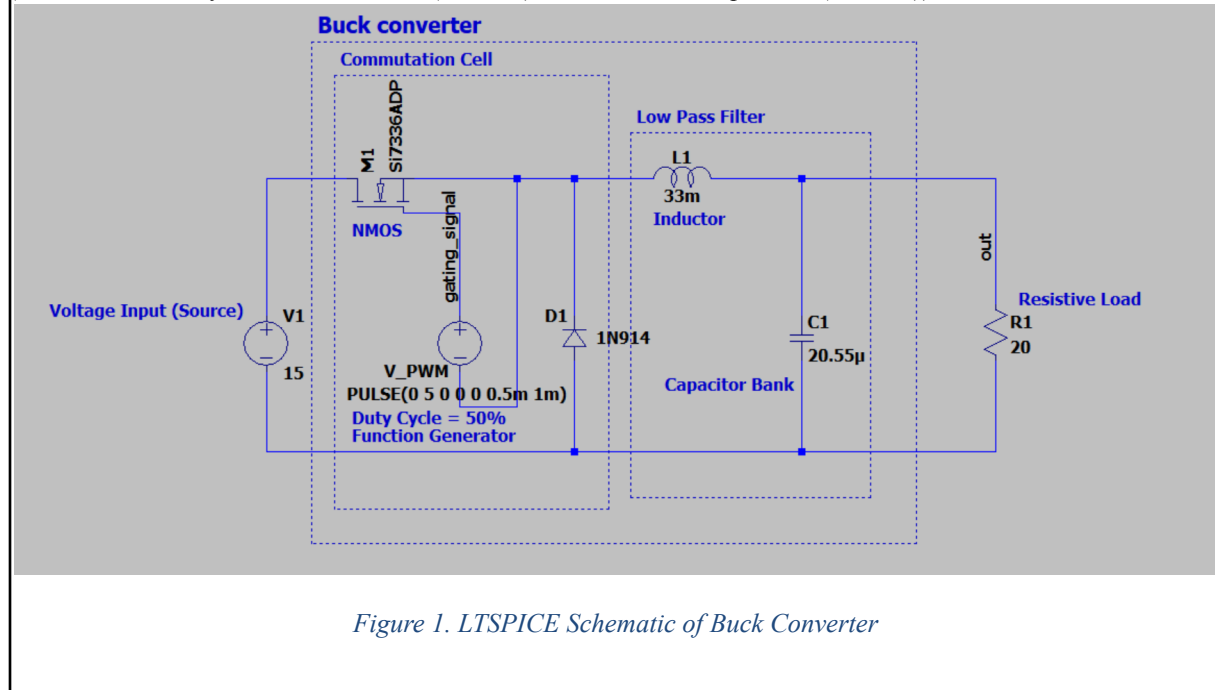 Buck converter
Commutation Cell
M1
Si7336ADP
NMOS
gating_signal
Low Pass Filter
L1
33m
Inductor
Voltage Input (Source)
V1
15
V_PWM
PULSE(0 5 0 0 0 0.5m 1m)
Duty Cycle = 50%
Function Generator
D1
1N914
C1
20.55µ
Capacitor Bank
out
Resistive Load
R1
20
Figure 1. LTSPICE Schematic of Buck Converter